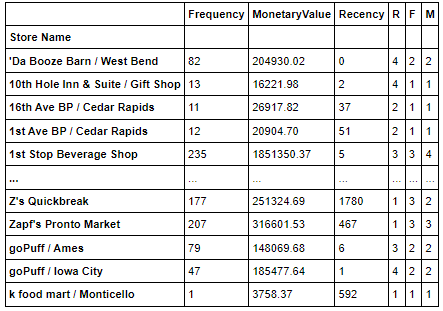 Frequency MonetaryValue Recency R F M
Store Name
'Da Booze Barn / West Bend 82 204930.02 0 4 2 2
10th Hole Inn & Suite / Gift Shop 13 16221.98 2 4 1 1
16th Ave BP / Cedar Rapids 11 26917.82 37 2 1 1
1st Ave BP / Cedar Rapids 12 20904.70 51 2 1 1
1st Stop Beverage Shop 235 1851350.37 5 3 3 4
... ... ... ... ... ... ...
Z's Quickbreak 177 251324.69 1780 1 3 2
Zapf's Pronto Market 207 316601.53 467 1 3 3
goPuff / Ames 79 148069.68 6 3 2 2
goPuff / Iowa City 47 185477.64 1 4 2 2
k food mart / Monticello 1 3758.37 592 1 1 1